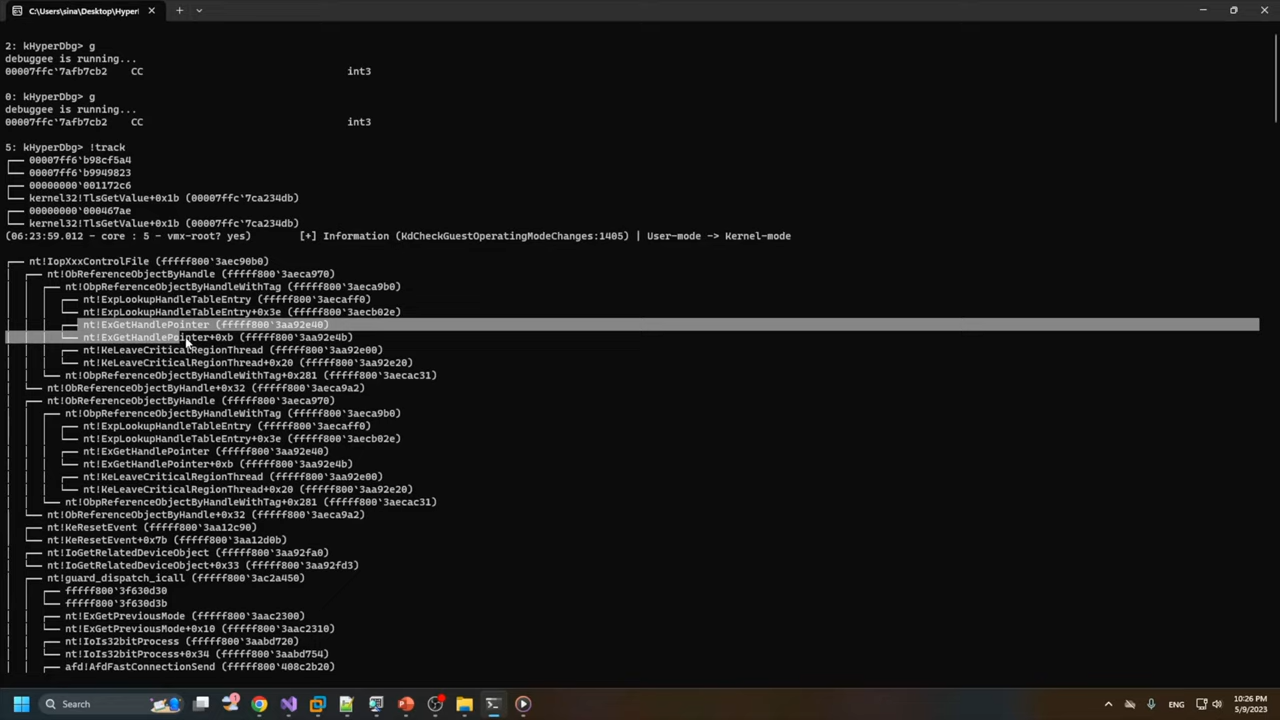 C:\Users\sina\Desktop\Hyper
2: kHyperDbg> g
debuggee is running...
00007ffc`7afb7cb2    CC                                  int3
0: kHyperDbg> g
debuggee is running...
00007ffc`7afb7cb2    CC                                  int3
5: kHyperDbg> !track
┌── 00007ff6`b98cf5a4
└── 00007ff6`b9949823
┌── 00000000`001172c6
└── kernel32!TlsGetValue+0x1b (00007ffc`7ca234db)
┌── 00000000`000467ae
└── kernel32!TlsGetValue+0x1b (00007ffc`7ca234db)
(06:23:59.012 - core : 5 - vmx-root? yes)        [+] Information (KdCheckGuestOperatingModeChanges:1405) | User-mode -> Kernel-mode
┌── nt!IopXxxControlFile (fffff800`3aec90b0)
│  ┌── nt!ObReferenceObjectByHandle (fffff800`3aeca970)
│  │  ┌── nt!ObpReferenceObjectByHandleWithTag (fffff800`3aeca9b0)
│  │  │  ┌── nt!ExpLookupHandleTableEntry (fffff800`3aecaff0)
│  │  │  └── nt!ExpLookupHandleTableEntry+0x3e (fffff800`3aecb02e)
│  │  │  ┌── nt!ExGetHandlePointer (fffff800`3aa92e40)
│  │  │  └── nt!ExGetHandlePointer+0xb (fffff800`3aa92e4b)
│  │  │  ┌── nt!KeLeaveCriticalRegionThread (fffff800`3aa92e00)
│  │  │  └── nt!KeLeaveCriticalRegionThread+0x20 (fffff800`3aa92e20)
│  │  └── nt!ObpReferenceObjectByHandleWithTag+0x281 (fffff800`3aecac31)
│  └── nt!ObReferenceObjectByHandle+0x32 (fffff800`3aeca9a2)
│  ┌── nt!ObReferenceObjectByHandle (fffff800`3aeca970)
│  │  ┌── nt!ObpReferenceObjectByHandleWithTag (fffff800`3aeca9b0)
│  │  │  ┌── nt!ExpLookupHandleTableEntry (fffff800`3aecaff0)
│  │  │  └── nt!ExpLookupHandleTableEntry+0x3e (fffff800`3aecb02e)
│  │  │  ┌── nt!ExGetHandlePointer (fffff800`3aa92e40)
│  │  │  └── nt!ExGetHandlePointer+0xb (fffff800`3aa92e4b)
│  │  │  ┌── nt!KeLeaveCriticalRegionThread (fffff800`3aa92e00)
│  │  │  └── nt!KeLeaveCriticalRegionThread+0x20 (fffff800`3aa92e20)
│  │  └── nt!ObpReferenceObjectByHandleWithTag+0x281 (fffff800`3aecac31)
│  └── nt!ObReferenceObjectByHandle+0x32 (fffff800`3aeca9a2)
│  ┌── nt!KeResetEvent (fffff800`3aa12c90)
│  └── nt!KeResetEvent+0x7b (fffff800`3aa12d0b)
│  ┌── nt!IoGetRelatedDeviceObject (fffff800`3aa92fa0)
│  └── nt!IoGetRelatedDeviceObject+0x33 (fffff800`3aa92fd3)
│  ┌── nt!guard_dispatch_icall (fffff800`3ac2a450)
│  │  ┌── fffff800`3f630d30
│  │  └── fffff800`3f630d3b
│  │  ┌── nt!ExGetPreviousMode (fffff800`3aac2300)
│  │  └── nt!ExGetPreviousMode+0x10 (fffff800`3aac2310)
│  │  ┌── nt!IoIs32bitProcess (fffff800`3aabd720)
│  │  └── nt!IoIs32bitProcess+0x34 (fffff800`3aabd754)
│  │  ┌── afd!AfdFastConnectionSend (fffff800`408c2b20)
Search
ENG
10:26 PM
5/9/2023